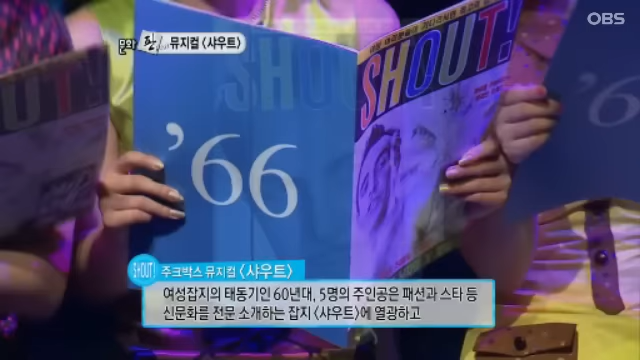 OBS
문화 판! 뮤지컬 〈샤우트〉
SHOUT!
'66
SHOUT!
'66
SHOUT! 주크박스 뮤지컬 〈샤우트〉
여성잡지의 태동기인 60년대, 5명의 주인공은 패션과 스타 등
신문화를 전문 소개하는 잡지 〈샤우트〉에 열광하고